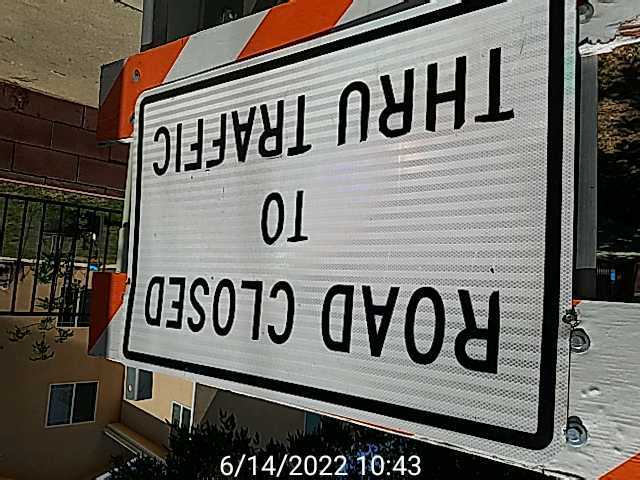 ROAD CLOSED
TO
THRU TRAFFIC
6/14/2022 10:43